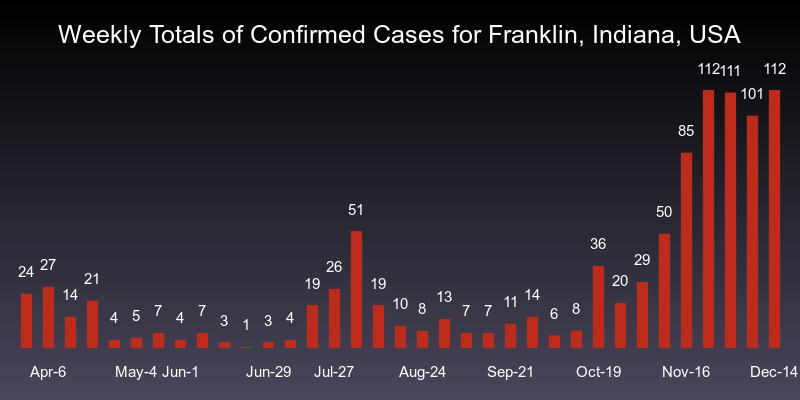 Weekly Totals of Confirmed Cases for Franklin, Indiana, USA
112 111 112
101
85
51
50
36
24 27 26 29
14 21 19 19 20
4 5 7 4 7 3 1 3 4 10 8 13 7 7 11 14 6 8
Apr-6 May-4 Jun-1 Jun-29 Jul-27 Aug-24 Sep-21 Oct-19 Nov-16 Dec-14